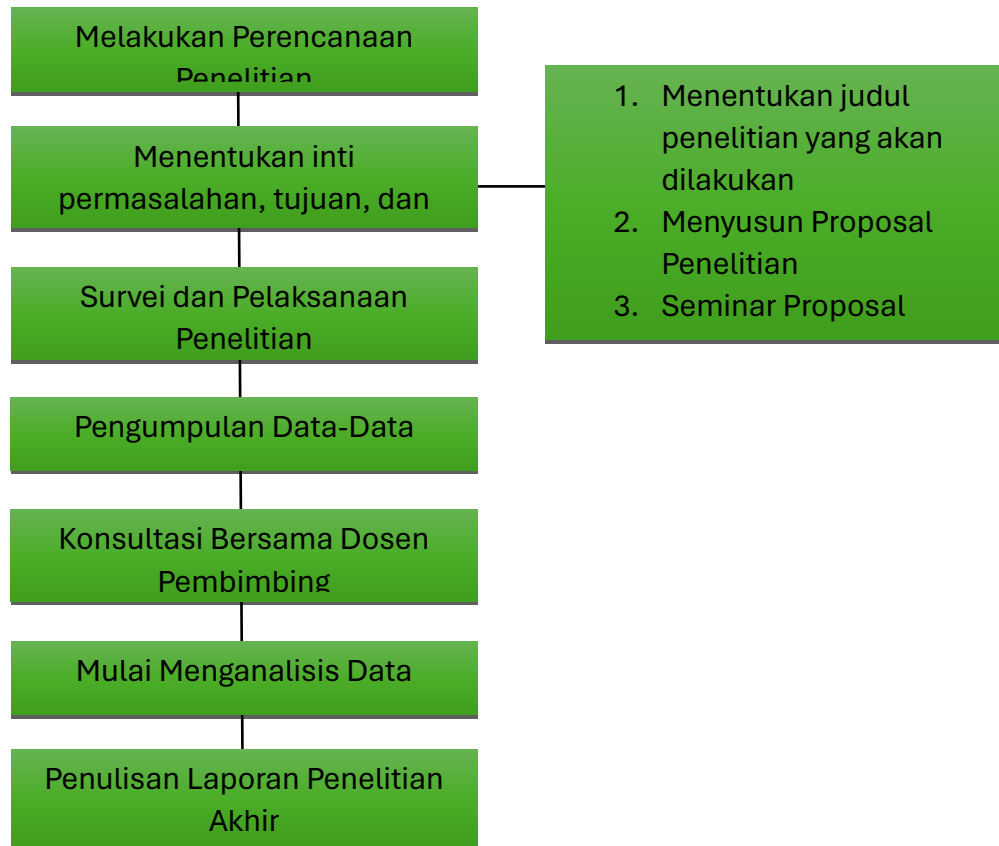 Melakukan Perencanaan
Penelitian
Menentukan inti
permasalahan, tujuan, dan
1. Menentukan judul
penelitian yang akan
dilakukan
2. Menyusun Proposal
Penelitian
3. Seminar Proposal
Survei dan Pelaksanaan
Penelitian
Pengumpulan Data-Data
Konsultasi Bersama Dosen
Pembimbing
Mulai Menganalisis Data
Penulisan Laporan Penelitian
Akhir